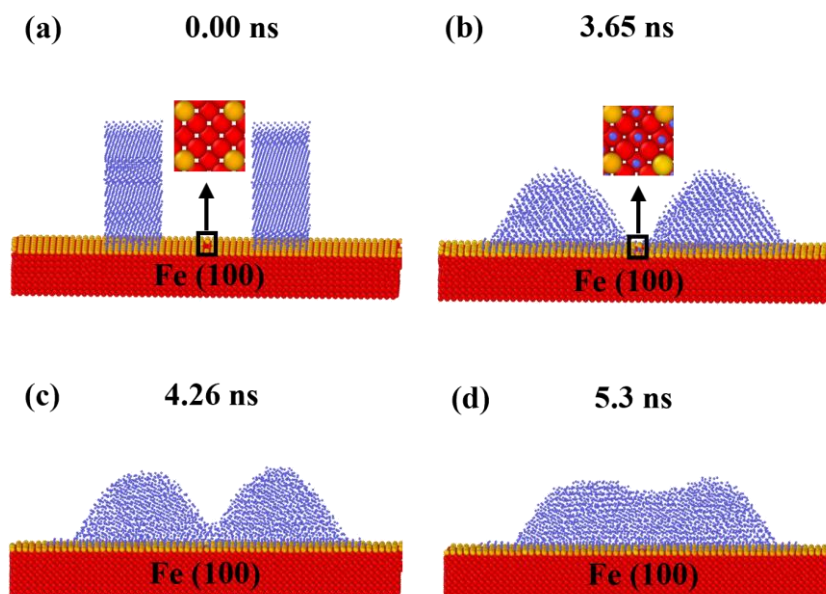 (a) 0.00 ns
Fe (100)
(b) 3.65 ns
Fe (100)
(c) 4.26 ns
Fe (100)
(d) 5.3 ns
Fe (100)